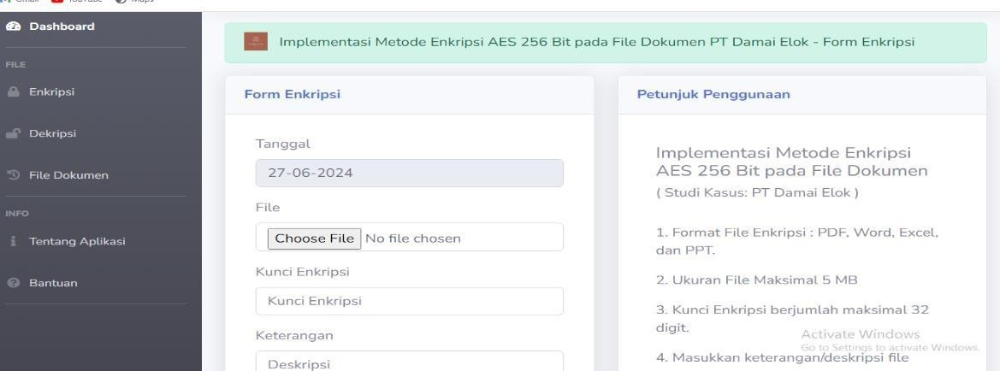 Gmail YouTube Maps
Dashboard
FILE
Enkripsi
Dekripsi
File Dokumen
INFO
Tentang Aplikasi
Bantuan
Implementasi Metode Enkripsi AES 256 Bit pada File Dokumen PT Damai Elok - Form Enkripsi
Form Enkripsi
Tanggal
27-06-2024
File
Choose File No file chosen
Kunci Enkripsi
Kunci Enkripsi
Keterangan
Deskripsi
Petunjuk Penggunaan
Implementasi Metode Enkripsi
AES 256 Bit pada File Dokumen
( Studi Kasus: PT Damai Elok )
1. Format File Enkripsi : PDF, Word, Excel,
dan PPT.
2. Ukuran File Maksimal 5 MB
3. Kunci Enkripsi berjumlah maksimal 32
digit.
4. Masukkan keterangan/deskripsi file
Activate Windows
Go to Settings to activate Windows.